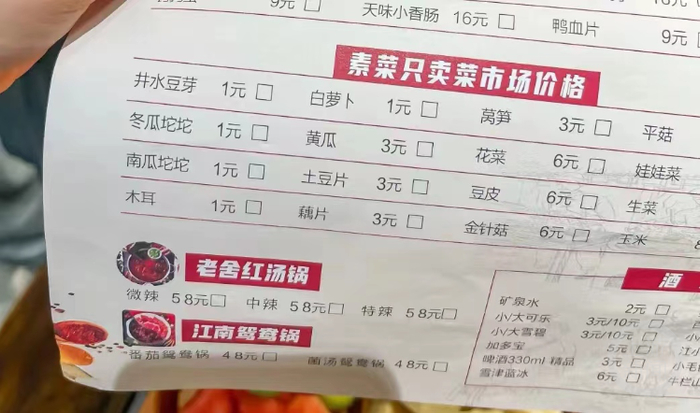 9元□ 天味小香肠 16元□ 鸭血片 9元
素菜只卖菜市场价格
井水豆芽 1元□ 白萝卜 1元□ 莴笋 3元□ 平菇
冬瓜坨坨 1元□ 黄瓜 3元□ 花菜 6元□ 娃娃菜
南瓜坨坨 1元□ 土豆片 3元□ 豆皮 6元□ 生菜
木耳 1元□ 藕片 3元□ 金针菇 6元□ 玉米
老舍红汤锅
微辣 58元□ 中辣 58元□ 特辣 58元□
江南鸳鸯锅
番茄鸳鸯锅 48元□ 菌汤鸳鸯锅 48元□
酒
矿泉水 2元□
小/大可乐 3元/10元□
小/大雪碧 3元/10元□
加多宝 5元□
啤酒330ml 精品 3元□
雪津蓝冰 6元□